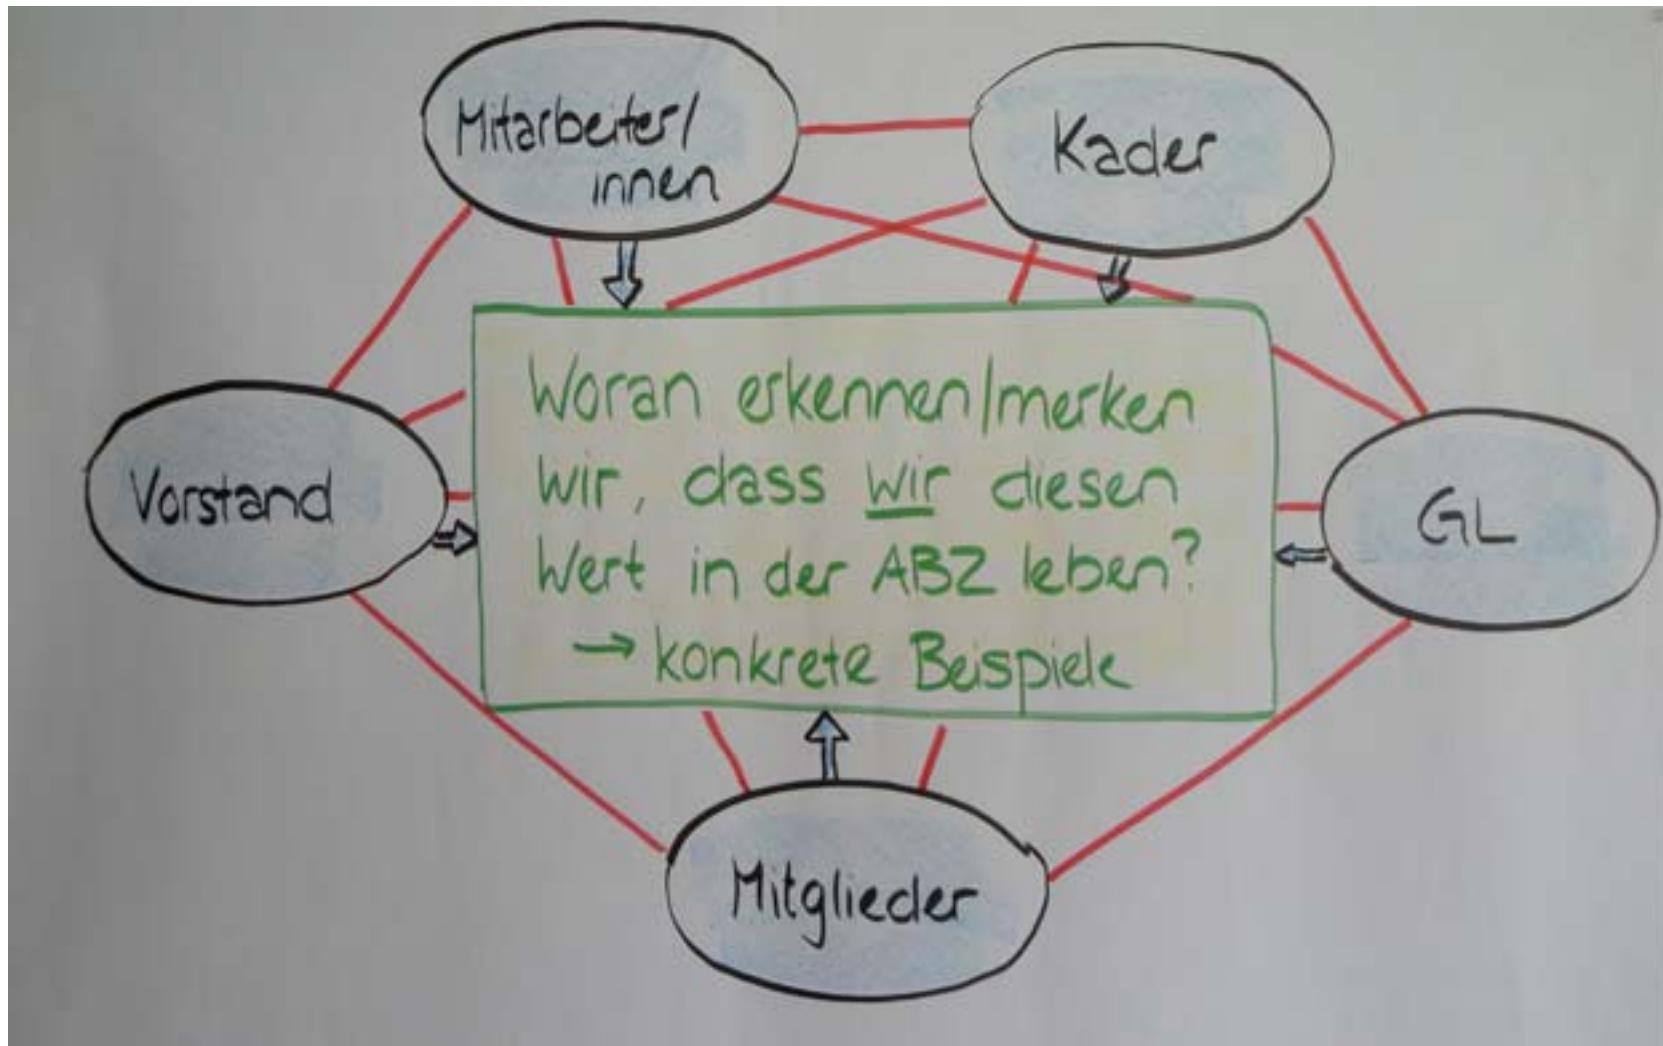 Mitarbeiter/
innen
Kader
Vorstand
Woran erkennen/merken
wir, dass wir diesen
Wert in der ABZ leben?
→ konkrete Beispiele
GL
Mitglieder